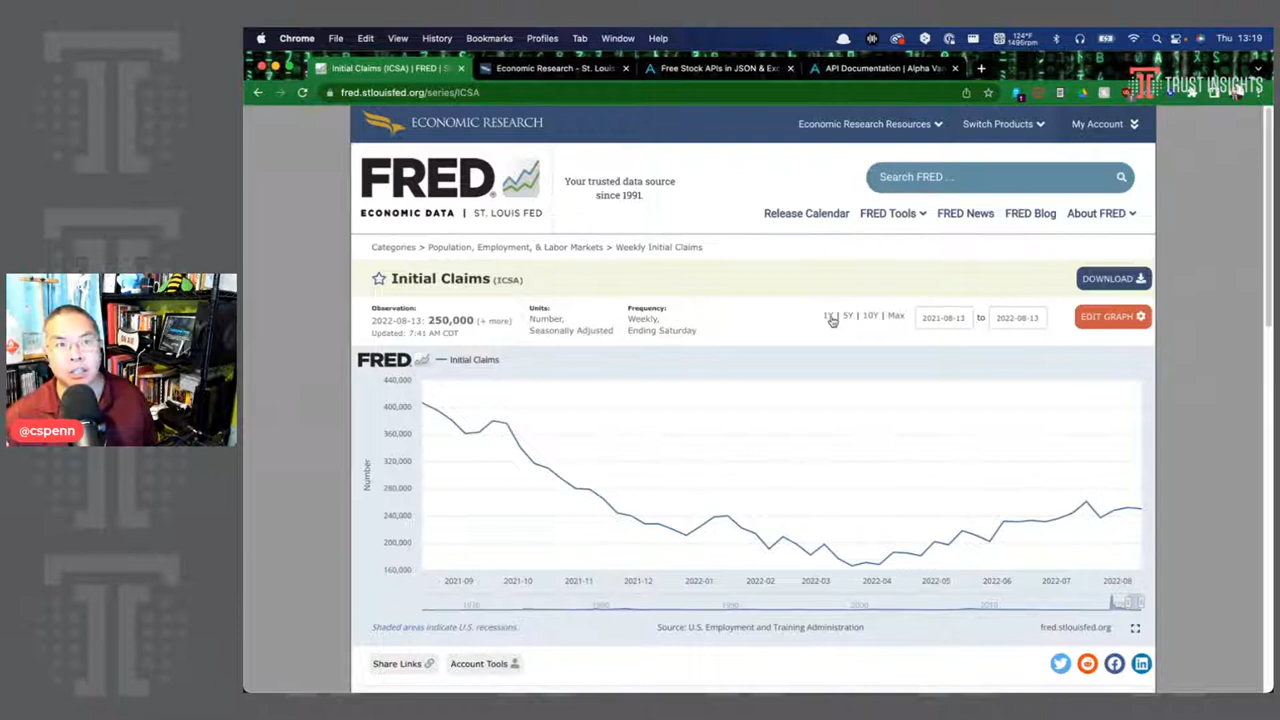 Chrome File Edit View History Bookmarks Profiles Tab Window Help
124°F
1496rpm
Thu 13:19
Initial Claims (ICSA) | FRED | S
Economic Research - St. Louis
Free Stock APIs in JSON & Exc
API Documentation | Alpha Van
fred.stlouisfed.org/series/ICSA
TRUST INSIGHTS
ECONOMIC RESEARCH
Economic Research Resources Switch Products My Account
FRED
ECONOMIC DATA | ST. LOUIS FED
Your trusted data source
since 1991.
Search FRED ...
Release Calendar FRED Tools FRED News FRED Blog About FRED
Categories > Population, Employment, & Labor Markets > Weekly Initial Claims
Initial Claims (ICSA)
DOWNLOAD
Observation:
2022-08-13: 250,000 (+ more)
Updated: 7:41 AM CDT
Units:
Number,
Seasonally Adjusted
Frequency:
Weekly,
Ending Saturday
1Y | 5Y | 10Y | Max
2021-08-13 to 2022-08-13
EDIT GRAPH
FRED — Initial Claims
440,000
400,000
360,000
320,000
280,000
240,000
200,000
160,000
Number
2021-09 2021-10 2021-11 2021-12 2022-01 2022-02 2022-03 2022-04 2022-05 2022-06 2022-07 2022-08
1970 1980 1990 2000 2010
Shaded areas indicate U.S. recessions.
Source: U.S. Employment and Training Administration
fred.stlouisfed.org
Share Links
Account Tools
@cspenn